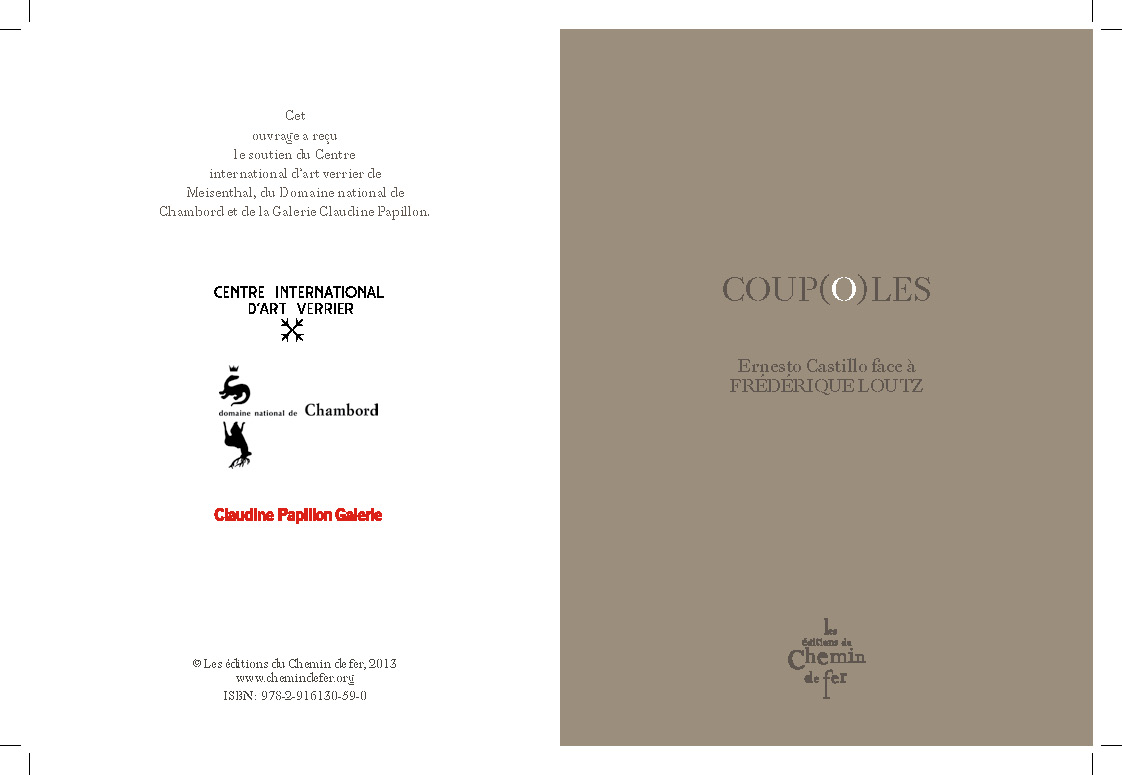 Cet
ouvrage a reçu
le soutien du Centre
international d’art verrier de
Meisenthal, du Domaine national de
Chambord et de la Galerie Claudine Papillon.
CENTRE INTERNATIONAL
D'ART VERRIER
domaine national de Chambord
Claudine Papillon Galerie
© Les éditions du Chemin de fer, 2013
www.chemindefer.org
ISBN : 978-2-916130-59-0
COUP(O)LES
Ernesto Castillo face à
FRÉDÉRIQUE LOUTZ
les
éditions du
Chemin
de fer